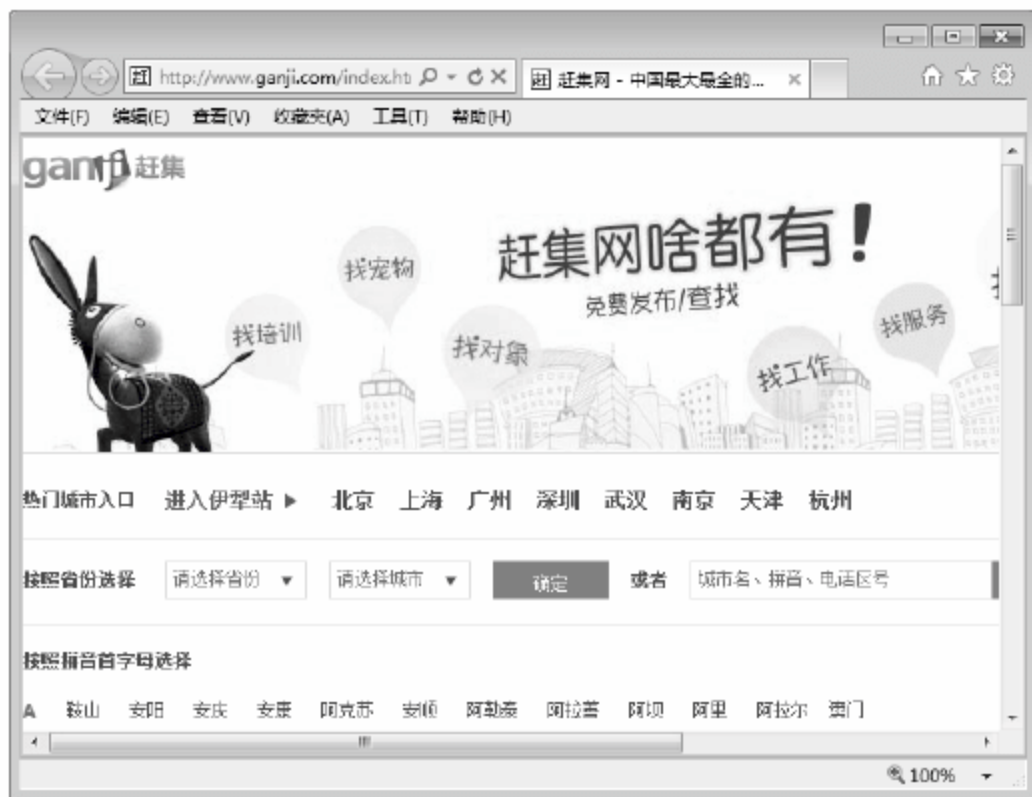 赶 http://www.ganji.com/index.ht
赶 赶集网 - 中国最大最全的...
文件(F) 编辑(E) 查看(V) 收藏夹(A) 工具(T) 帮助(H)
ganji 赶集
赶集网啥都有!
免费发布/查找
找宠物
找培训
找对象
找工作
找服务
热门城市入口 进入伊犁站 ▶ 北京 上海 广州 深圳 武汉 南京 天津 杭州
按照省份选择 请选择省份 ▼ 请选择城市 ▼ 确定 或者 城市名、拼音、电话区号
按照拼音首字母选择
A 鞍山 安阳 安庆 安康 阿克苏 安顺 阿勒泰 阿拉善 阿坝 阿里 阿拉尔 澳门
100%